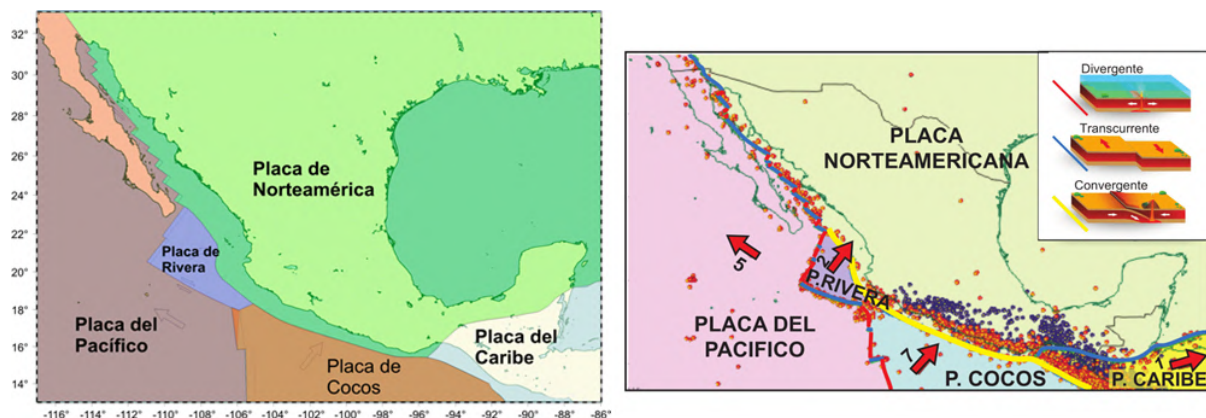 32°
30°
28°
26°
24°
22°
20°
18°
16°
14°
-116°
-114°
-112°
-110°
-108°
-106°
-104°
-102°
-100°
-98°
-96°
-94°
-92°
-90°
-88°
-86°
Placa de
Norteamérica
Placa de
Rivera
Placa del
Pacífico
Placa de
Cocos
Placa del
Caribe
Divergente
Transcurrente
Convergente
PLACA
NORTEAMERICANA
5
2
P.RIVERA
PLACA DEL
PACIFICO
7
P. COCOS
1
P. CARIBE